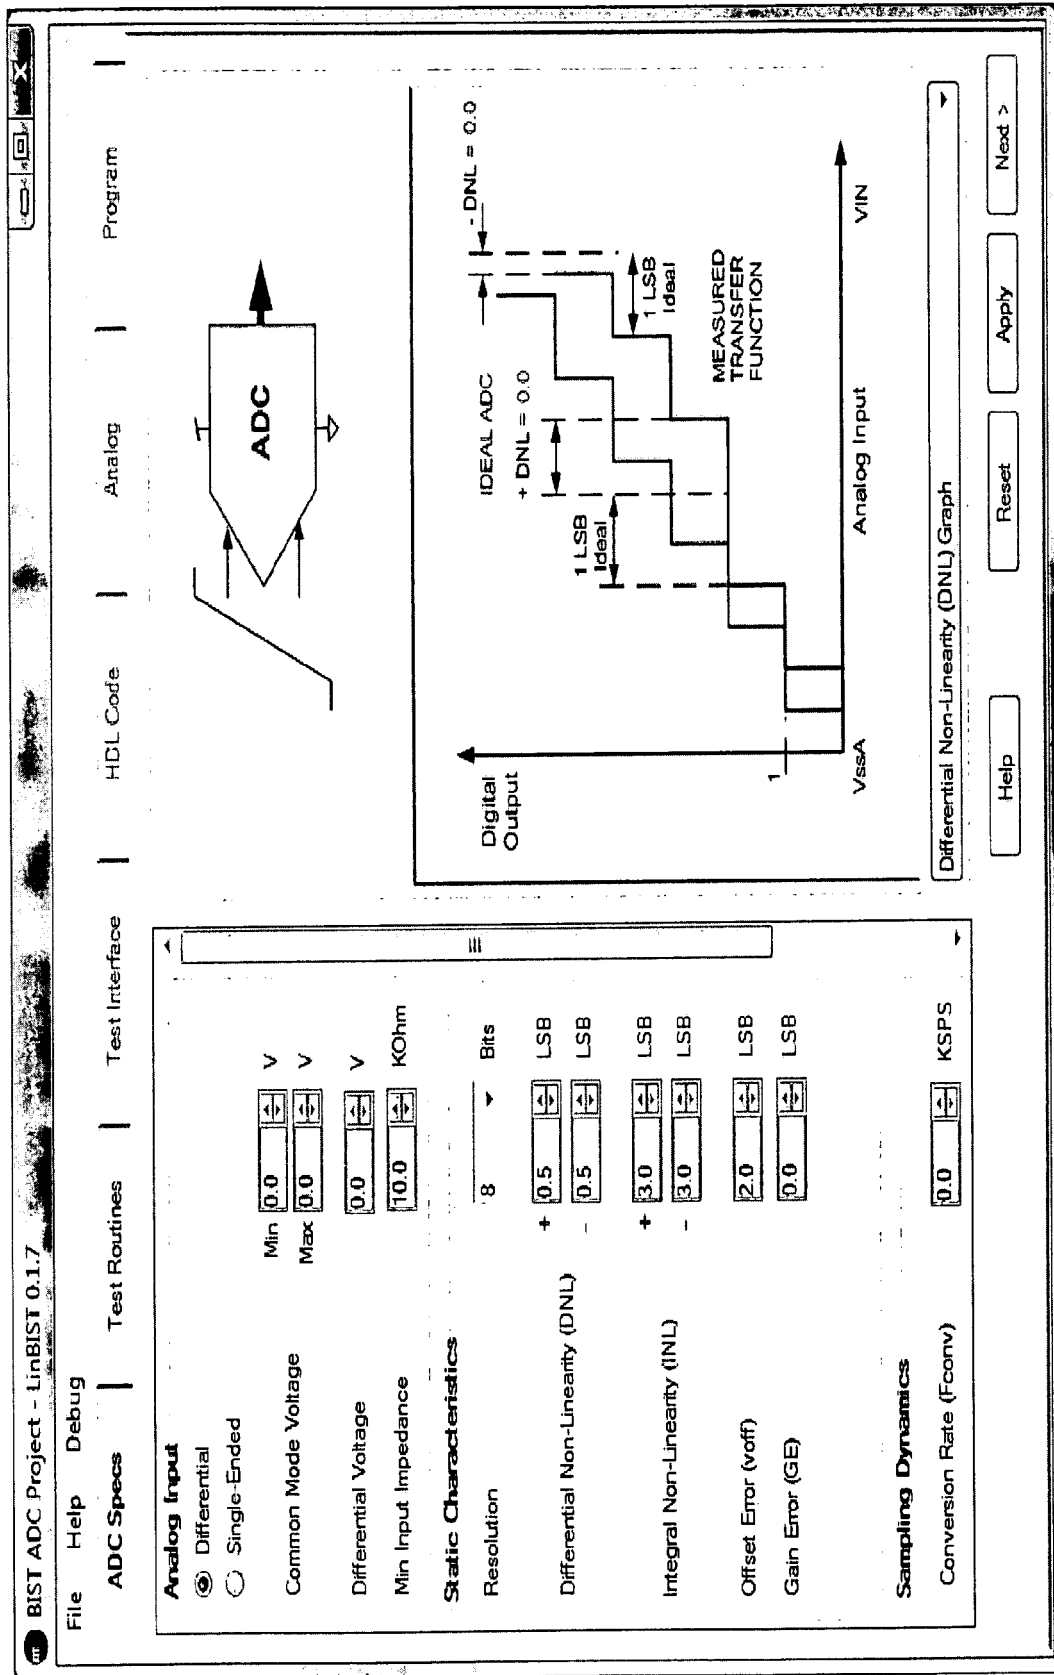 BIST ADC Project - LinBIST 0.1.7
File Help Debug
ADC Specs Test Routines Test Interface HDL Code Analog Program
Analog Input
Differential
Single-Ended
Common Mode Voltage Min 0.0 V
Max 0.0 V
Differential Voltage 0.0 V
Min Input Impedance 10.0 KOhm
Static Characteristics
Resolution 8 Bits
Differential Non-Linearity (DNL) + 0.5 LSB
- 0.5 LSB
Integral Non-Linearity (INL) + 3.0 LSB
- 3.0 LSB
Offset Error (voff) 2.0 LSB
Gain Error (GE) 0.0 LSB
Sampling Dynamics
Conversion Rate (Fconv) 0.0 KSPS
ADC
Digital
Output
IDEAL ADC
- DNL = 0.0
+ DNL = 0.0
1 LSB
Ideal
1 LSB
Ideal
MEASURED
TRANSFER
FUNCTION
1
VssA
Analog Input
VIN
Differential Non-Linearity (DNL) Graph
Help Reset Apply Next >